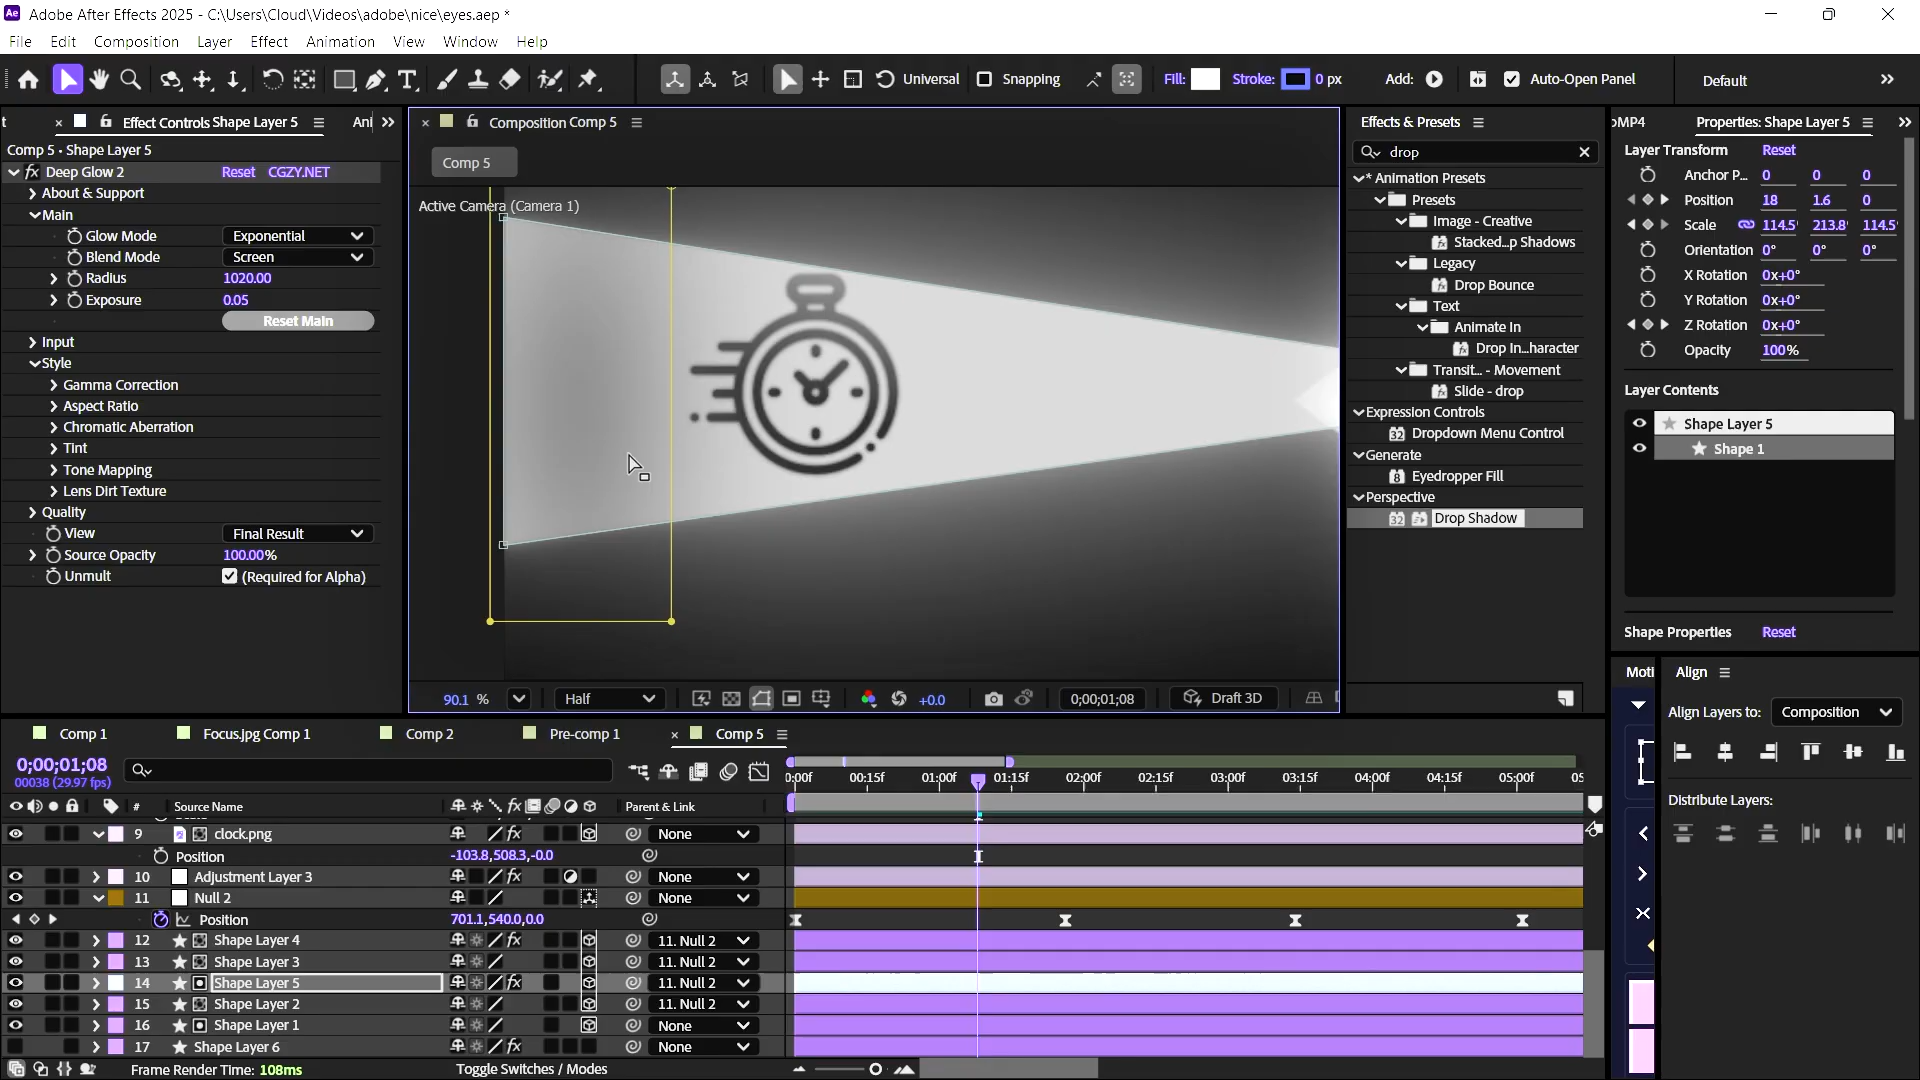 Adobe After Effects 2025 - C:\Users\Cloud\Videos\adobe\nice\eyes.aep *
File Edit Composition Layer Effect Animation View Window Help
Universal Snapping Fill: Stroke: 0 px Add: Auto-Open Panel Default
Effect Controls Shape Layer 5
Comp 5 • Shape Layer 5
fx Deep Glow 2 Reset CGZY.NET
About & Support
Main
Glow Mode Exponential
Blend Mode Screen
Radius 1020.00
Exposure 0.05
Reset Main
Input
Style
Gamma Correction
Aspect Ratio
Chromatic Aberration
Tint
Tone Mapping
Lens Dirt Texture
Quality
View Final Result
Source Opacity 100.00%
Unmult (Required for Alpha)
Composition Comp 5
Comp 5
Active Camera (Camera 1)
90.1 % Half +0.0 0;00;01;08 Draft 3D
Effects & Presets
drop
* Animation Presets
Presets
Image - Creative
Stacked...p Shadows
Legacy
Drop Bounce
Text
Animate In
Drop In...haracter
Transit... - Movement
Slide - drop
Expression Controls
Dropdown Menu Control
Generate
Eyedropper Fill
Perspective
Drop Shadow
Properties: Shape Layer 5
Layer Transform Reset
Anchor P... 0 0 0
Position 18 1.6 0
Scale 114.5 213.8 114.5
Orientation 0° 0° 0°
X Rotation 0x+0°
Y Rotation 0x+0°
Z Rotation 0x+0°
Opacity 100%
Layer Contents
Shape Layer 5
Shape 1
Shape Properties Reset
Moti Align
Align Layers to: Composition
Distribute Layers:
Comp 1 Focus.jpg Comp 1 Comp 2 Pre-comp 1 Comp 5
0;00;01;08
00038 (29.97 fps)
0:00f 00:15f 01:00f 01:15f 02:00f 02:15f 03:00f 03:15f 04:00f 04:15f 05:00f 05
# Source Name Parent & Link
9 clock.png None
Position -103.8,508.3,-0.0
10 Adjustment Layer 3 None
11 Null 2 None
Position 701.1,540.0,0.0
12 Shape Layer 4 11. Null 2
13 Shape Layer 3 11. Null 2
14 Shape Layer 5 11. Null 2
15 Shape Layer 2 11. Null 2
16 Shape Layer 1 None
17 Shape Layer 6 None
Frame Render Time: 108ms Toggle Switches / Modes